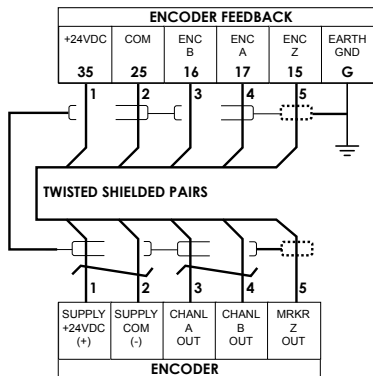 ENCODER FEEDBACK
+24VDC COM ENC ENC ENC EARTH
B A Z GND
35 25 16 17 15 G
1 2 3 4 5
TWISTED SHIELDED PAIRS
1 2 3 4 5
SUPPLY SUPPLY CHANL CHANL MRKR
+24VDC COM A B Z
(+) (-) OUT OUT OUT
ENCODER